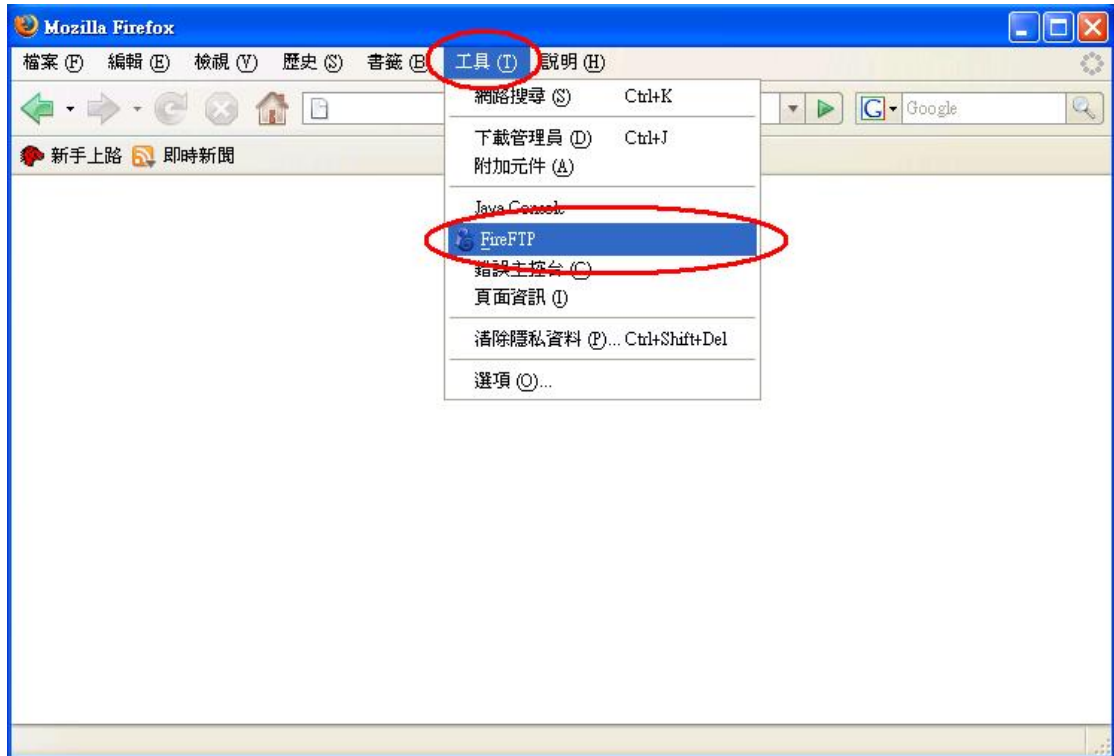 Mozilla Firefox
檔案 (F) 編輯 (E) 檢視 (V) 歷史 (S) 書籤 (B 工具 (T) 說明 (H)
網路搜尋 (S) Ctrl+K
G Google
下載管理員 (D) Ctrl+J
新手上路 即時新聞
附加元件 (A)
Java Console
FireFTP
錯誤主控台 (C)
頁面資訊 (I)
清除隱私資料 (P)... Ctrl+Shift+Del
選項 (O)...